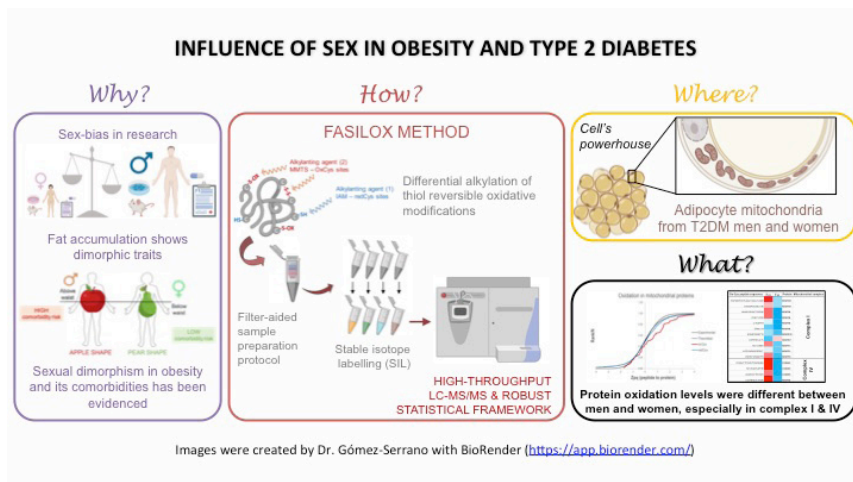 INFLUENCE OF SEX IN OBESITY AND TYPE 2 DIABETES
Why?
Sex-bias in research
Fat accumulation shows
dimorphic traits
Above
waist
Below
waist
HIGH
comorbidity risk
LOW
comorbidity risk
APPLE SHAPE
PEAR SHAPE
Sexual dimorphism in obesity
and its comorbidities has been
evidenced
How?
FASILOX METHOD
S-OX
Alkylanting agent (2)
MMTS – OxCys sites
Alkylanting agent (1)
IAM – redCys sites
S-OX
Differential alkylation of
thiol reversible oxidative
modifications
Filter-aided
sample
preparation
protocol
Stable isotope
labelling (SIL)
HIGH-THROUGHPUT
LC-MS/MS & ROBUST
STATISTICAL FRAMEWORK
Where?
Cell's
powerhouse
Adipocyte mitochondria
from T2DM men and women
What?
Oxidation in mitochondrial proteins
Complex I
Complex
IV
Protein oxidation levels were different between
men and women, especially in complex I & IV
Images were created by Dr. Gómez-Serrano with BioRender (https://app.biorender.com/)